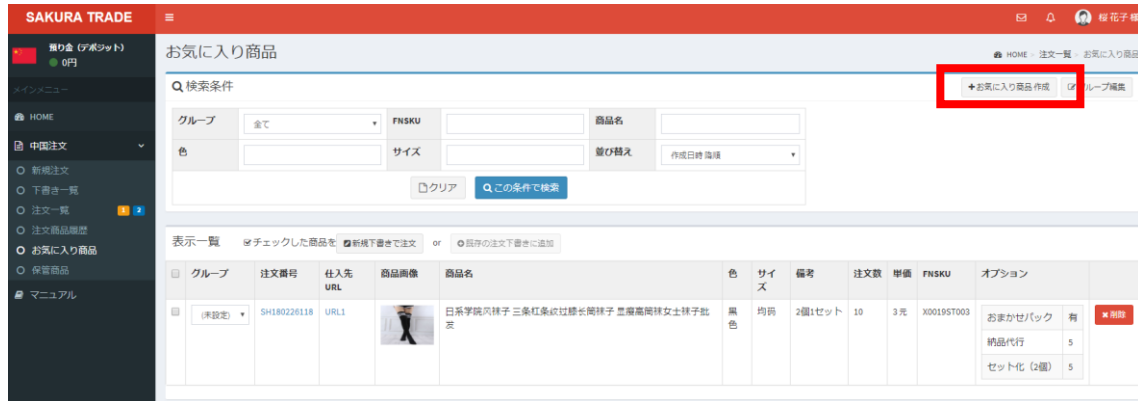 SAKURA TRADE
桜花子様
預り金 (デポジット)
0円
メインメニュー
HOME
中国注文
新規注文
下書き一覧
注文一覧 1 2
注文商品履歴
お気に入り商品
保管商品
マニュアル
お気に入り商品
HOME > 注文一覧 > お気に入り商品
検索条件
+お気に入り商品作成
グループ編集
グループ 全て FNSKU 商品名
色 サイズ 並び替え 作成日時 降順
クリア この条件で検索
表示一覧 チェックした商品を 新規下書きで注文 or 既存の注文下書きに追加
グループ 注文番号 仕入先URL 商品画像 商品名 色 サイズ 備考 注文数 単価 FNSKU オプション
(未設定) SH180226118 URL1 日系学院风袜子 三条杠条纹过膝长筒袜子 显瘦高筒袜女士袜子批发 黒色 均码 2個1セット 10 3元 X0019ST003
おまかせパック 有
×削除
納品代行 5
セット化 (2個) 5